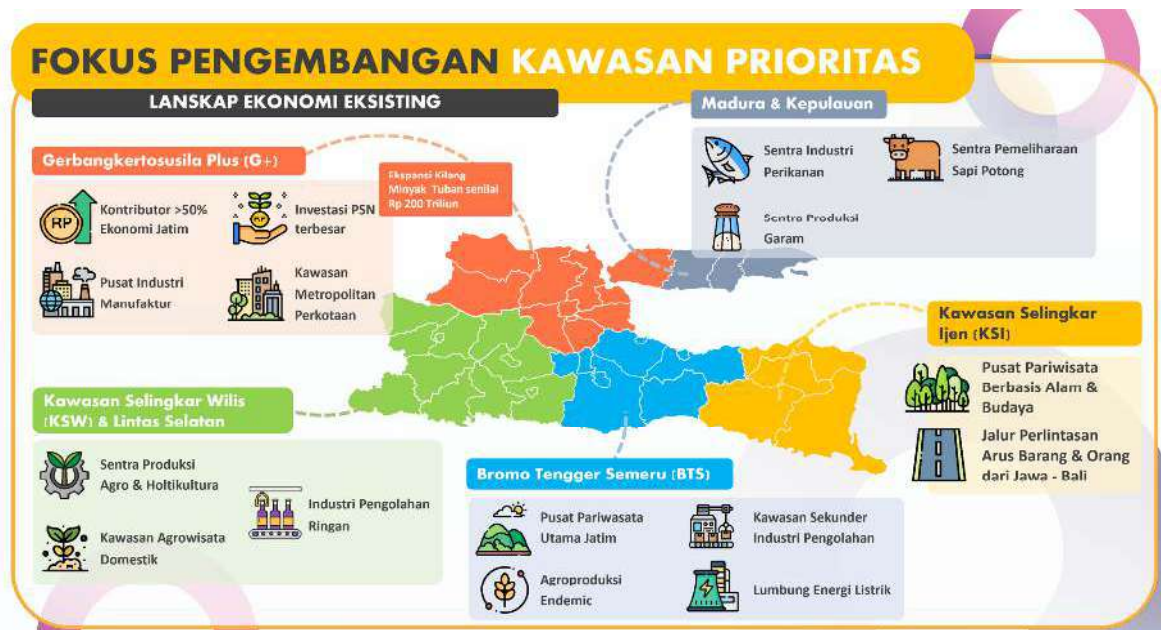 FOKUS PENGEMBANGAN KAWASAN PRIORITAS
LANSKAP EKONOMI EKSISTING
Gerbangkertosusila Plus (G+)
RP
Kontributor >50%
Ekonomi Jatim
Investasi PSN
terbesar
Pusat Industri
Manufaktur
Kawasan
Metropolitan
Perkotaan
Ekspansi Kilang
Minyak Tuban senilai
Rp 200 Triliun
Madura & Kepulauan
Sentra Industri
Perikanan
Sentra Pemeliharaan
Sapi Potong
Sentra Produksi
Garam
Kawasan Selingkar
Ijen (KSI)
Pusat Pariwisata
Berbasis Alam &
Budaya
Jalur Perlintasan
Arus Barang & Orang
dari Jawa - Bali
Kawasan Selingkar Wilis
(KSW) & Lintas Selatan
Sentra Produksi
Agro & Holtikultura
Industri Pengolahan
Ringan
Kawasan Agrowisata
Domestik
Bromo Tengger Semeru (BTS)
Pusat Pariwasata
Utama Jatim
Kawasan Sekunder
Industri Pengolahan
Agroproduksi
Endemic
Lumbung Energi Listrik